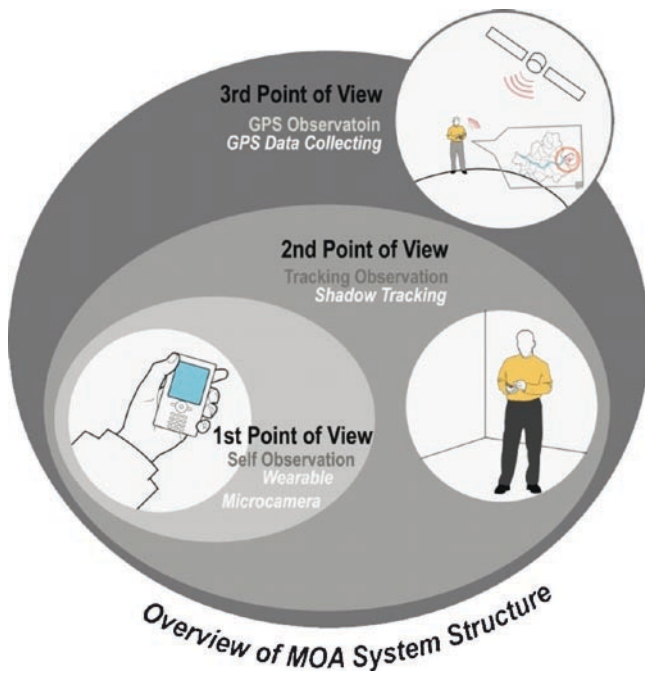 3rd Point of View
GPS Observatoin
GPS Data Collecting
2nd Point of View
Tracking Observation
Shadow Tracking
1st Point of View
Self Observation
Wearable
Microcamera
Overview of MOA System Structure